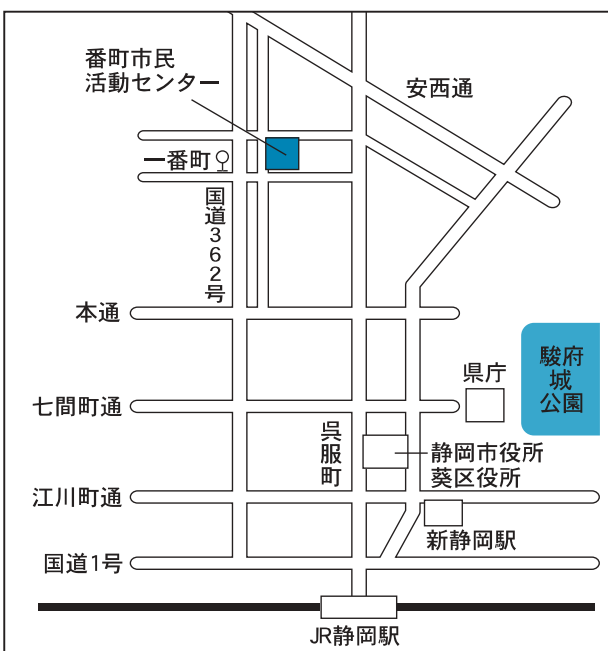 番町市民
活動センター
安西通
一番町
国道362号
本通
駿府
城
公園
県庁
七間町通
呉服町
静岡市役所
葵区役所
江川町通
新静岡駅
国道1号
JR静岡駅